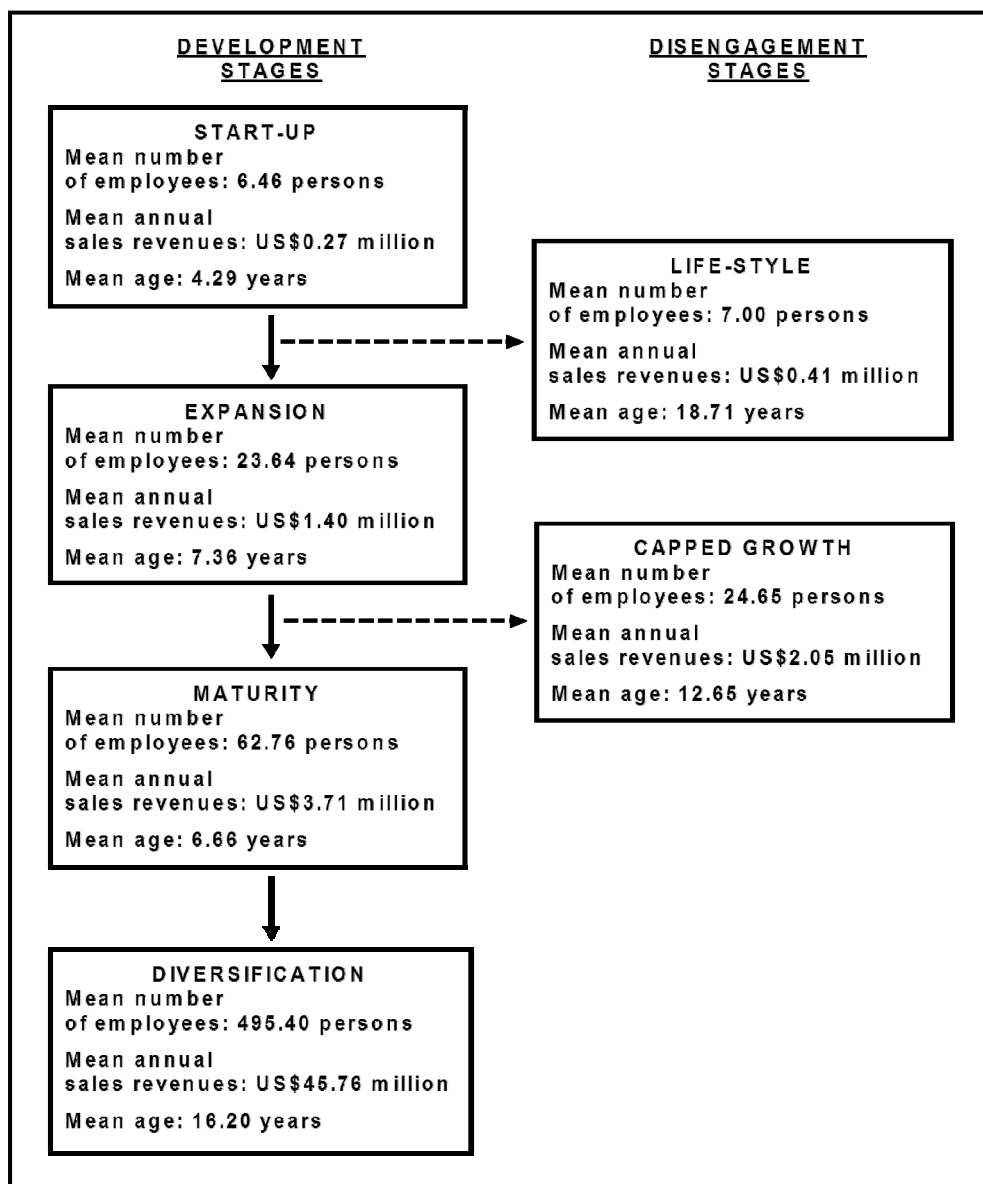 DEVELOPMENT
STAGES
DISENGAGEMENT
STAGES
START-UP
Mean number
of employees: 6.46 persons
Mean annual
sales revenues: US$0.27 million
Mean age: 4.29 years
LIFE-STYLE
Mean number
of employees: 7.00 persons
Mean annual
sales revenues: US$0.41 million
Mean age: 18.71 years
EXPANSION
Mean number
of employees: 23.64 persons
Mean annual
sales revenues: US$1.40 million
Mean age: 7.36 years
CAPPED GROWTH
Mean number
of employees: 24.65 persons
Mean annual
sales revenues: US$2.05 million
Mean age: 12.65 years
MATURITY
Mean number
of employees: 62.76 persons
Mean annual
sales revenues: US$3.71 million
Mean age: 6.66 years
DIVERSIFICATION
Mean number
of employees: 495.40 persons
Mean annual
sales revenues: US$45.76 million
Mean age: 16.20 years